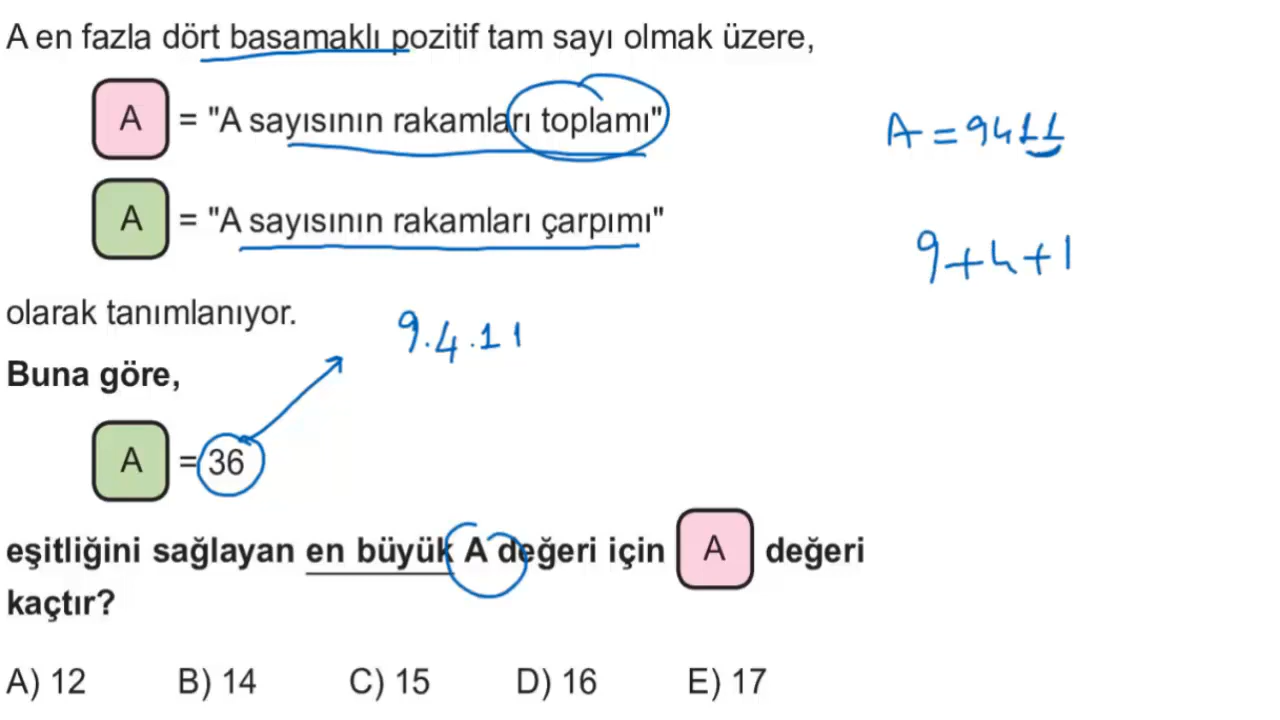 A en fazla dört basamaklı pozitif tam sayı olmak üzere,
A = "A sayısının rakamları toplamı"
A = 9411
A = "A sayısının rakamları çarpımı"
9+4+1
olarak tanımlanıyor.
9.4.11
Buna göre,
A = 36
eşitliğini sağlayan en büyük A değeri için A değeri
kaçtır?
A) 12 B) 14 C) 15 D) 16 E) 17